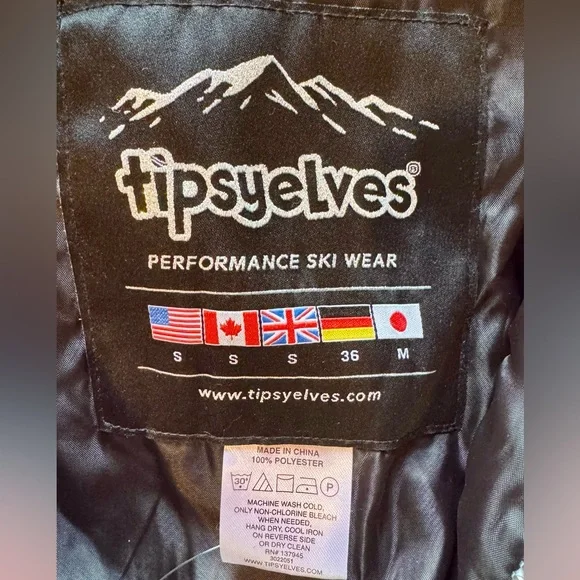 tipsyelves®
PERFORMANCE SKI WEAR
S S S 36 M
www.tipsyelves.com
MADE IN CHINA
100% POLYESTER
30° P
MACHINE WASH COLD,
ONLY NON-CHLORINE BLEACH
WHEN NEEDED,
HANG DRY, COOL IRON
ON REVERSE SIDE
OR DRY CLEAN
RN# 137945
3022051
WWW.TIPSYELVES.COM